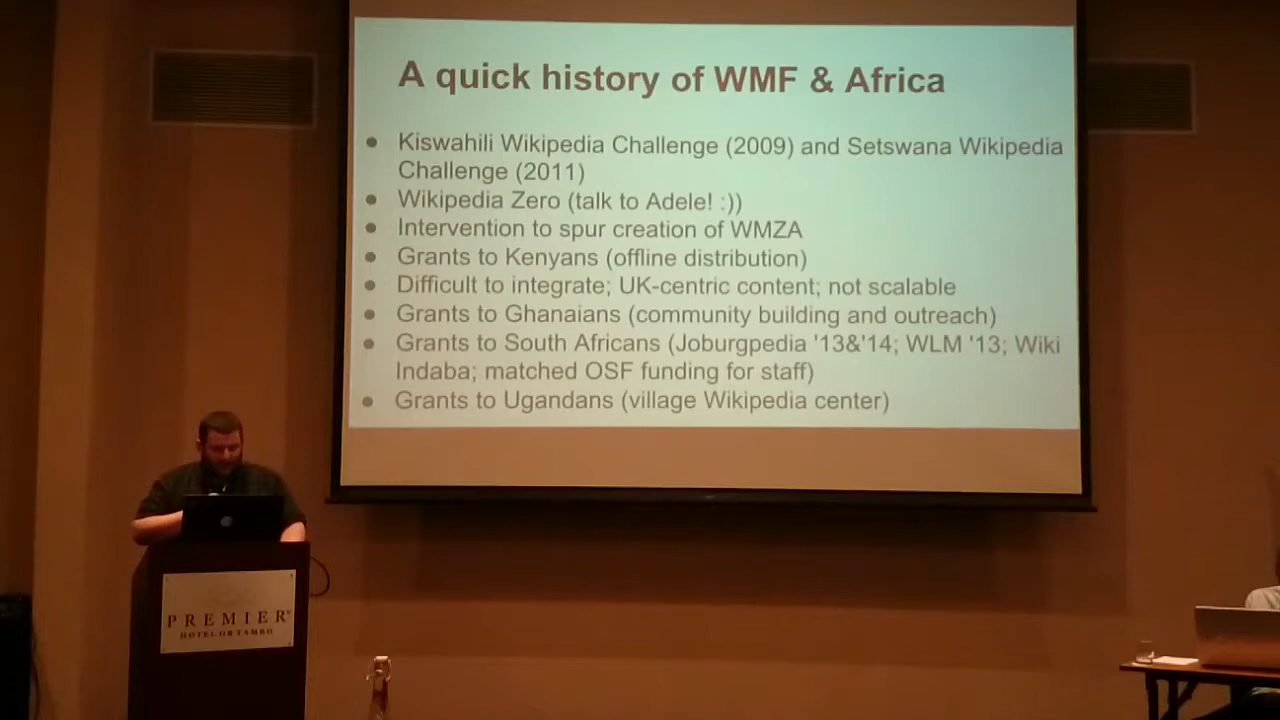 A quick history of WMF & Africa
● Kiswahili Wikipedia Challenge (2009) and Setswana Wikipedia
Challenge (2011)
● Wikipedia Zero (talk to Adele! :))
● Intervention to spur creation of WMZA
● Grants to Kenyans (offline distribution)
● Difficult to integrate; UK-centric content; not scalable
● Grants to Ghanaians (community building and outreach)
● Grants to South Africans (Joburgpedia '13&'14; WLM '13; Wiki
Indaba; matched OSF funding for staff)
● Grants to Ugandans (village Wikipedia center)
PREMIER®
HOTEL OR TAMBO